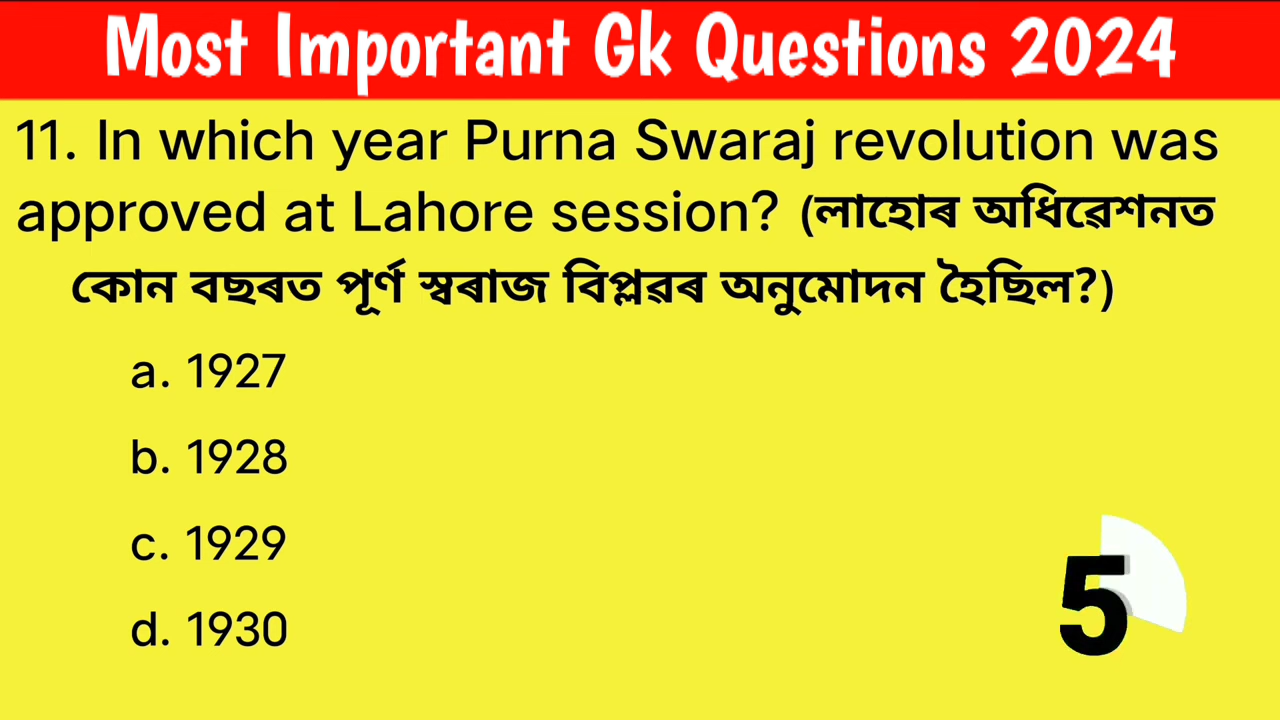 Most Important Gk Questions 2024
11. In which year Purna Swaraj revolution was
approved at Lahore session? (লাহোৰ অধিৱেশনত
কোন বছৰত পূৰ্ণ স্বৰাজ বিপ্লৱৰ অনুমোদন হৈছিল?)
a. 1927
b. 1928
c. 1929
d. 1930
5